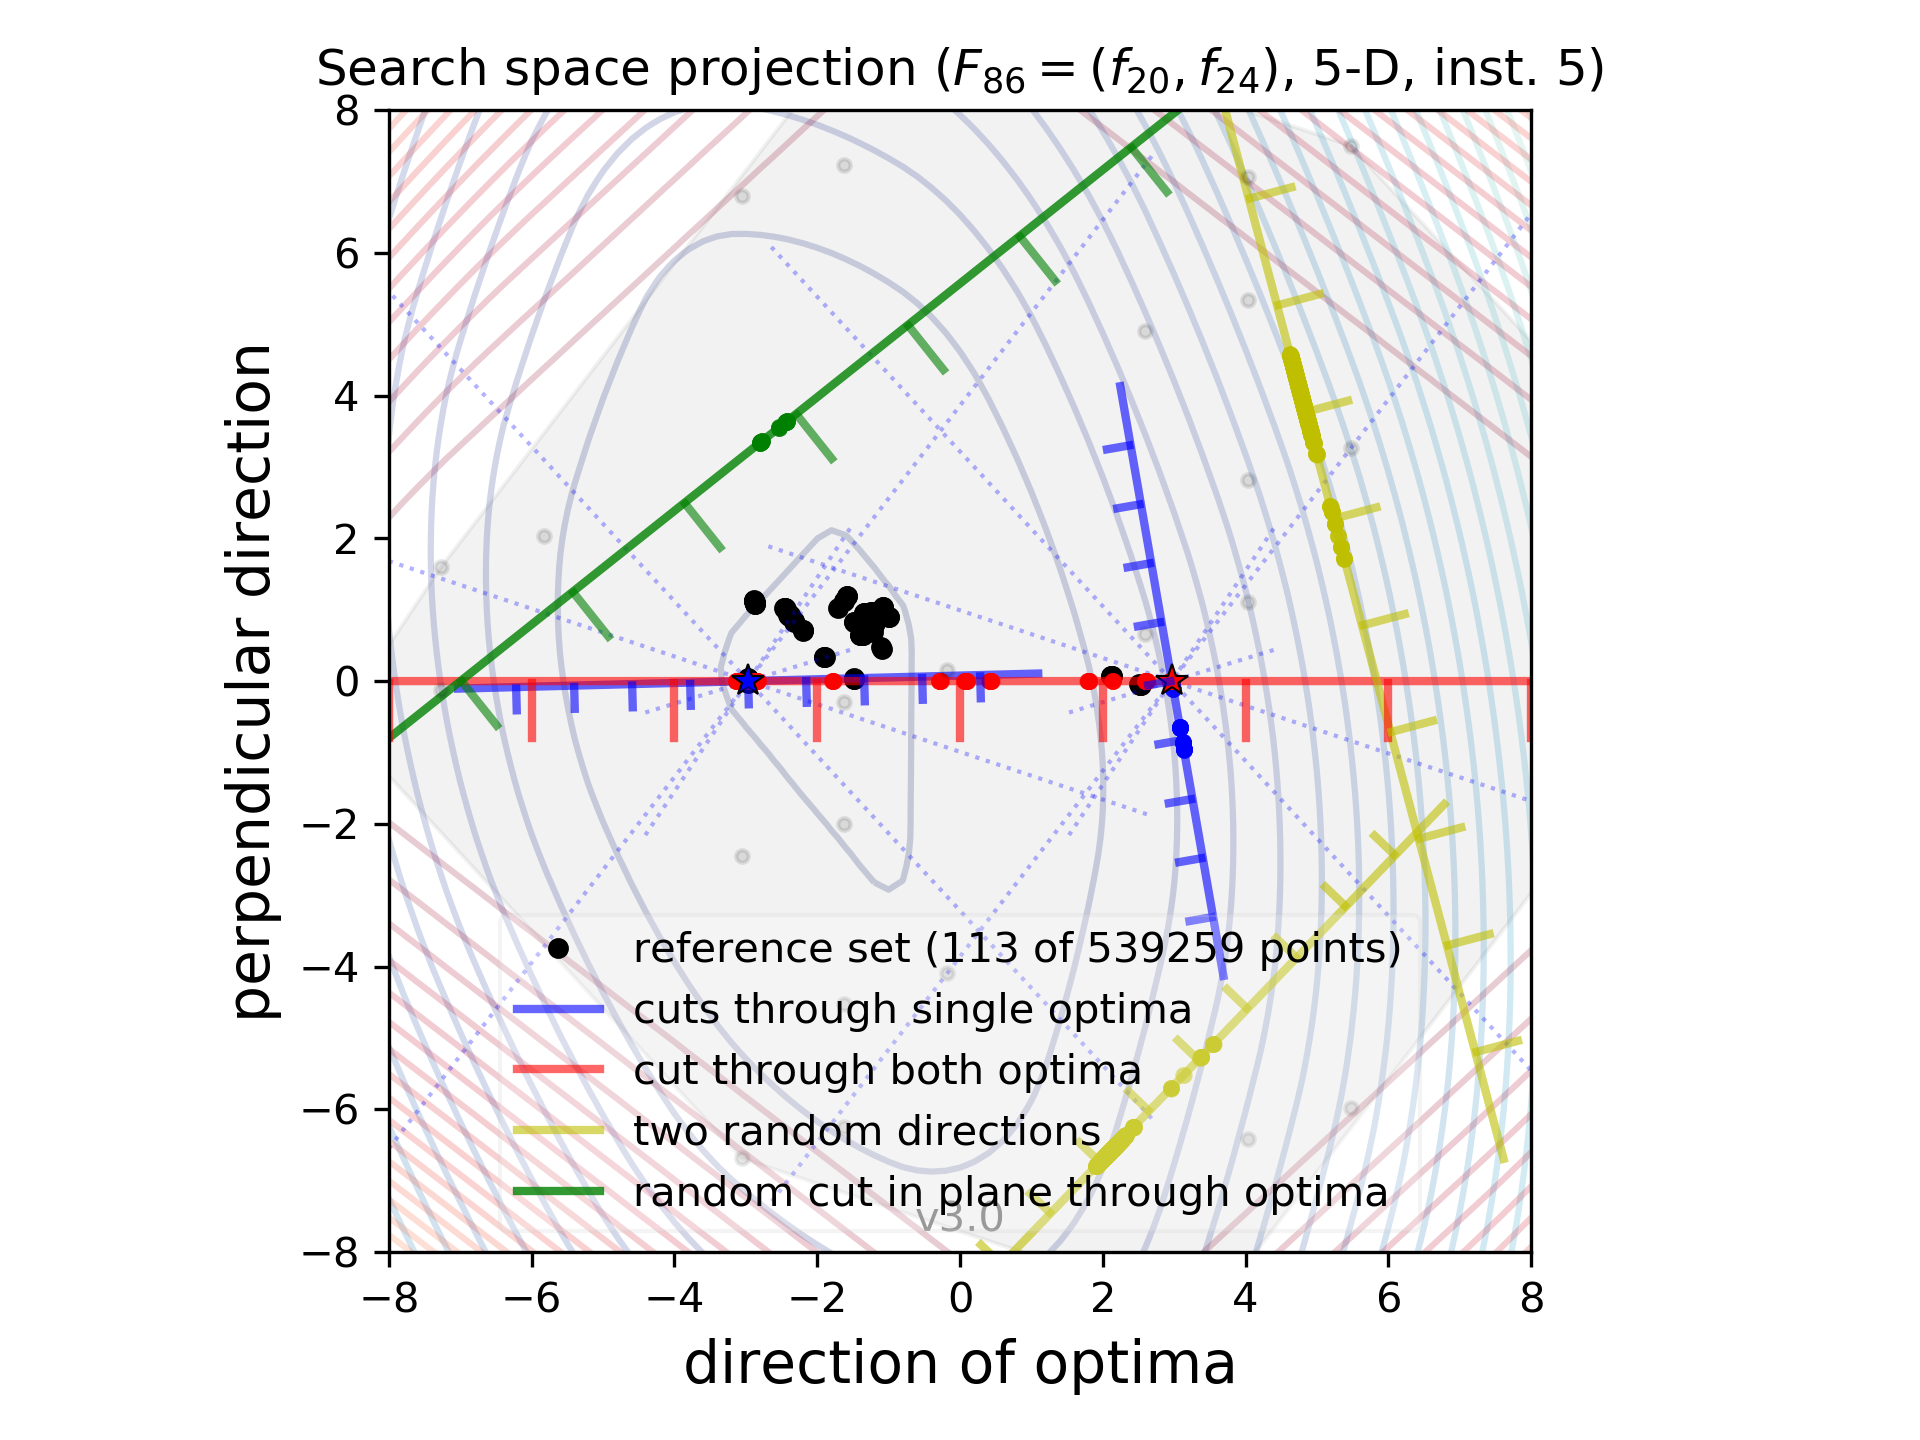 Search space projection (F₈₆ = (f₂₀, f₂₄), 5-D, inst. 5)
8
6
4
2
0
−2
−4
−6
−8
perpendicular direction
reference set (113 of 539259 points)
cuts through single optima
cut through both optima
two random directions
random cut in plane through optima
v3.0
−8 −6 −4 −2 0 2 4 6 8
direction of optima